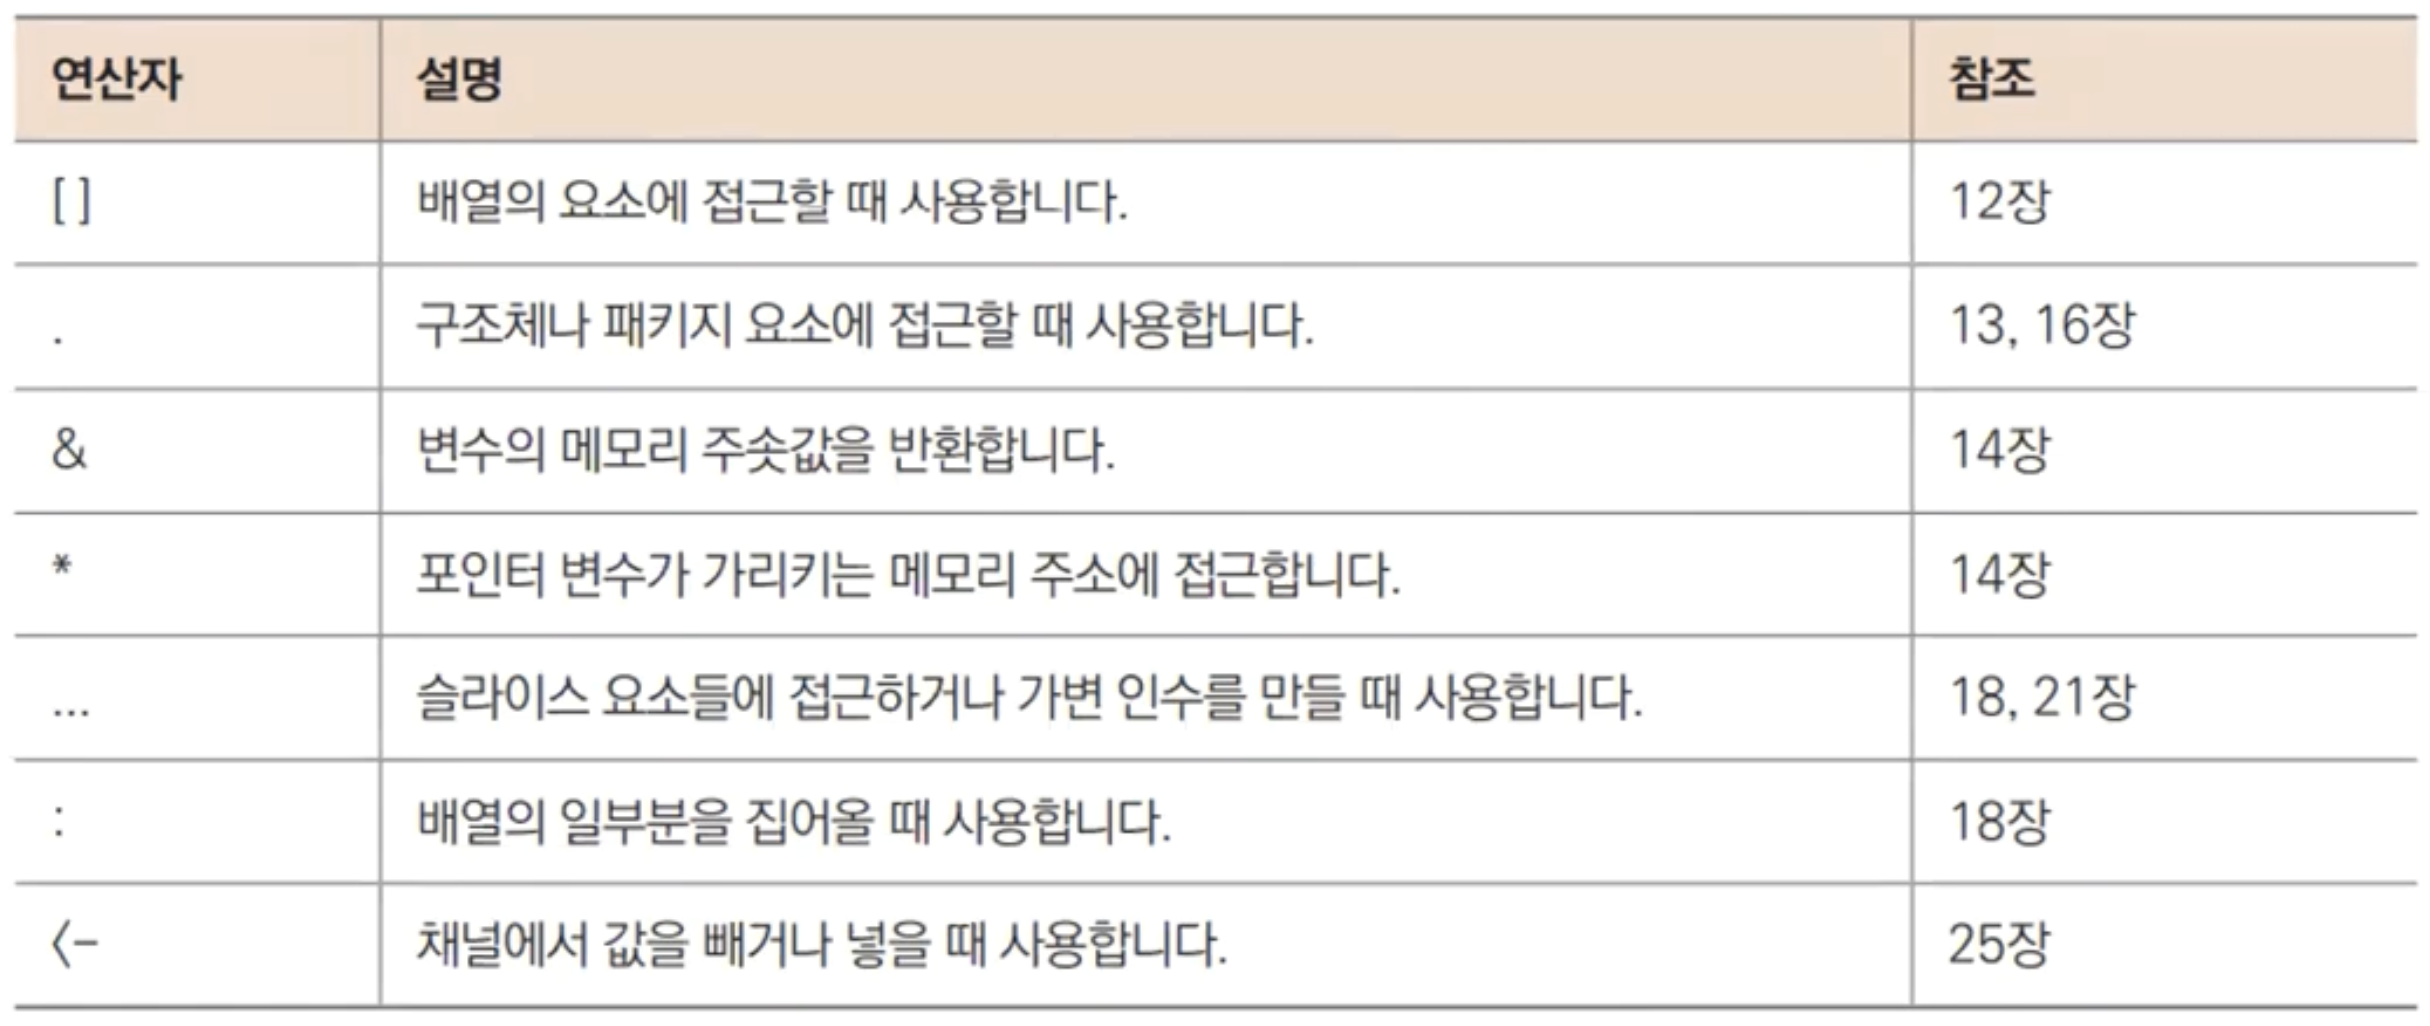 연산자 설명 참조
[ ] 배열의 요소에 접근할 때 사용합니다. 12장
. 구조체나 패키지 요소에 접근할 때 사용합니다. 13, 16장
& 변수의 메모리 주솟값을 반환합니다. 14장
* 포인터 변수가 가리키는 메모리 주소에 접근합니다. 14장
... 슬라이스 요소들에 접근하거나 가변 인수를 만들 때 사용합니다. 18, 21장
: 배열의 일부분을 집어올 때 사용합니다. 18장
<- 채널에서 값을 빼거나 넣을 때 사용합니다. 25장